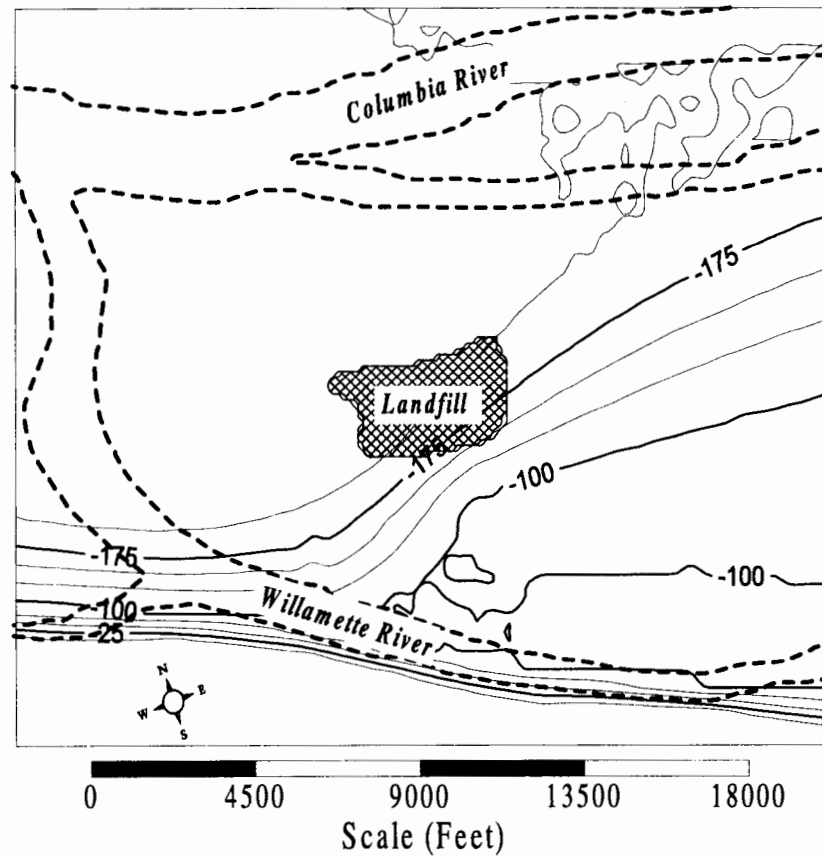 Columbia River
-175
Landfill
-175
-100
-175
-100
Willamette River
-100
25
N
W E
S
0 4500 9000 13500 18000
Scale (Feet)